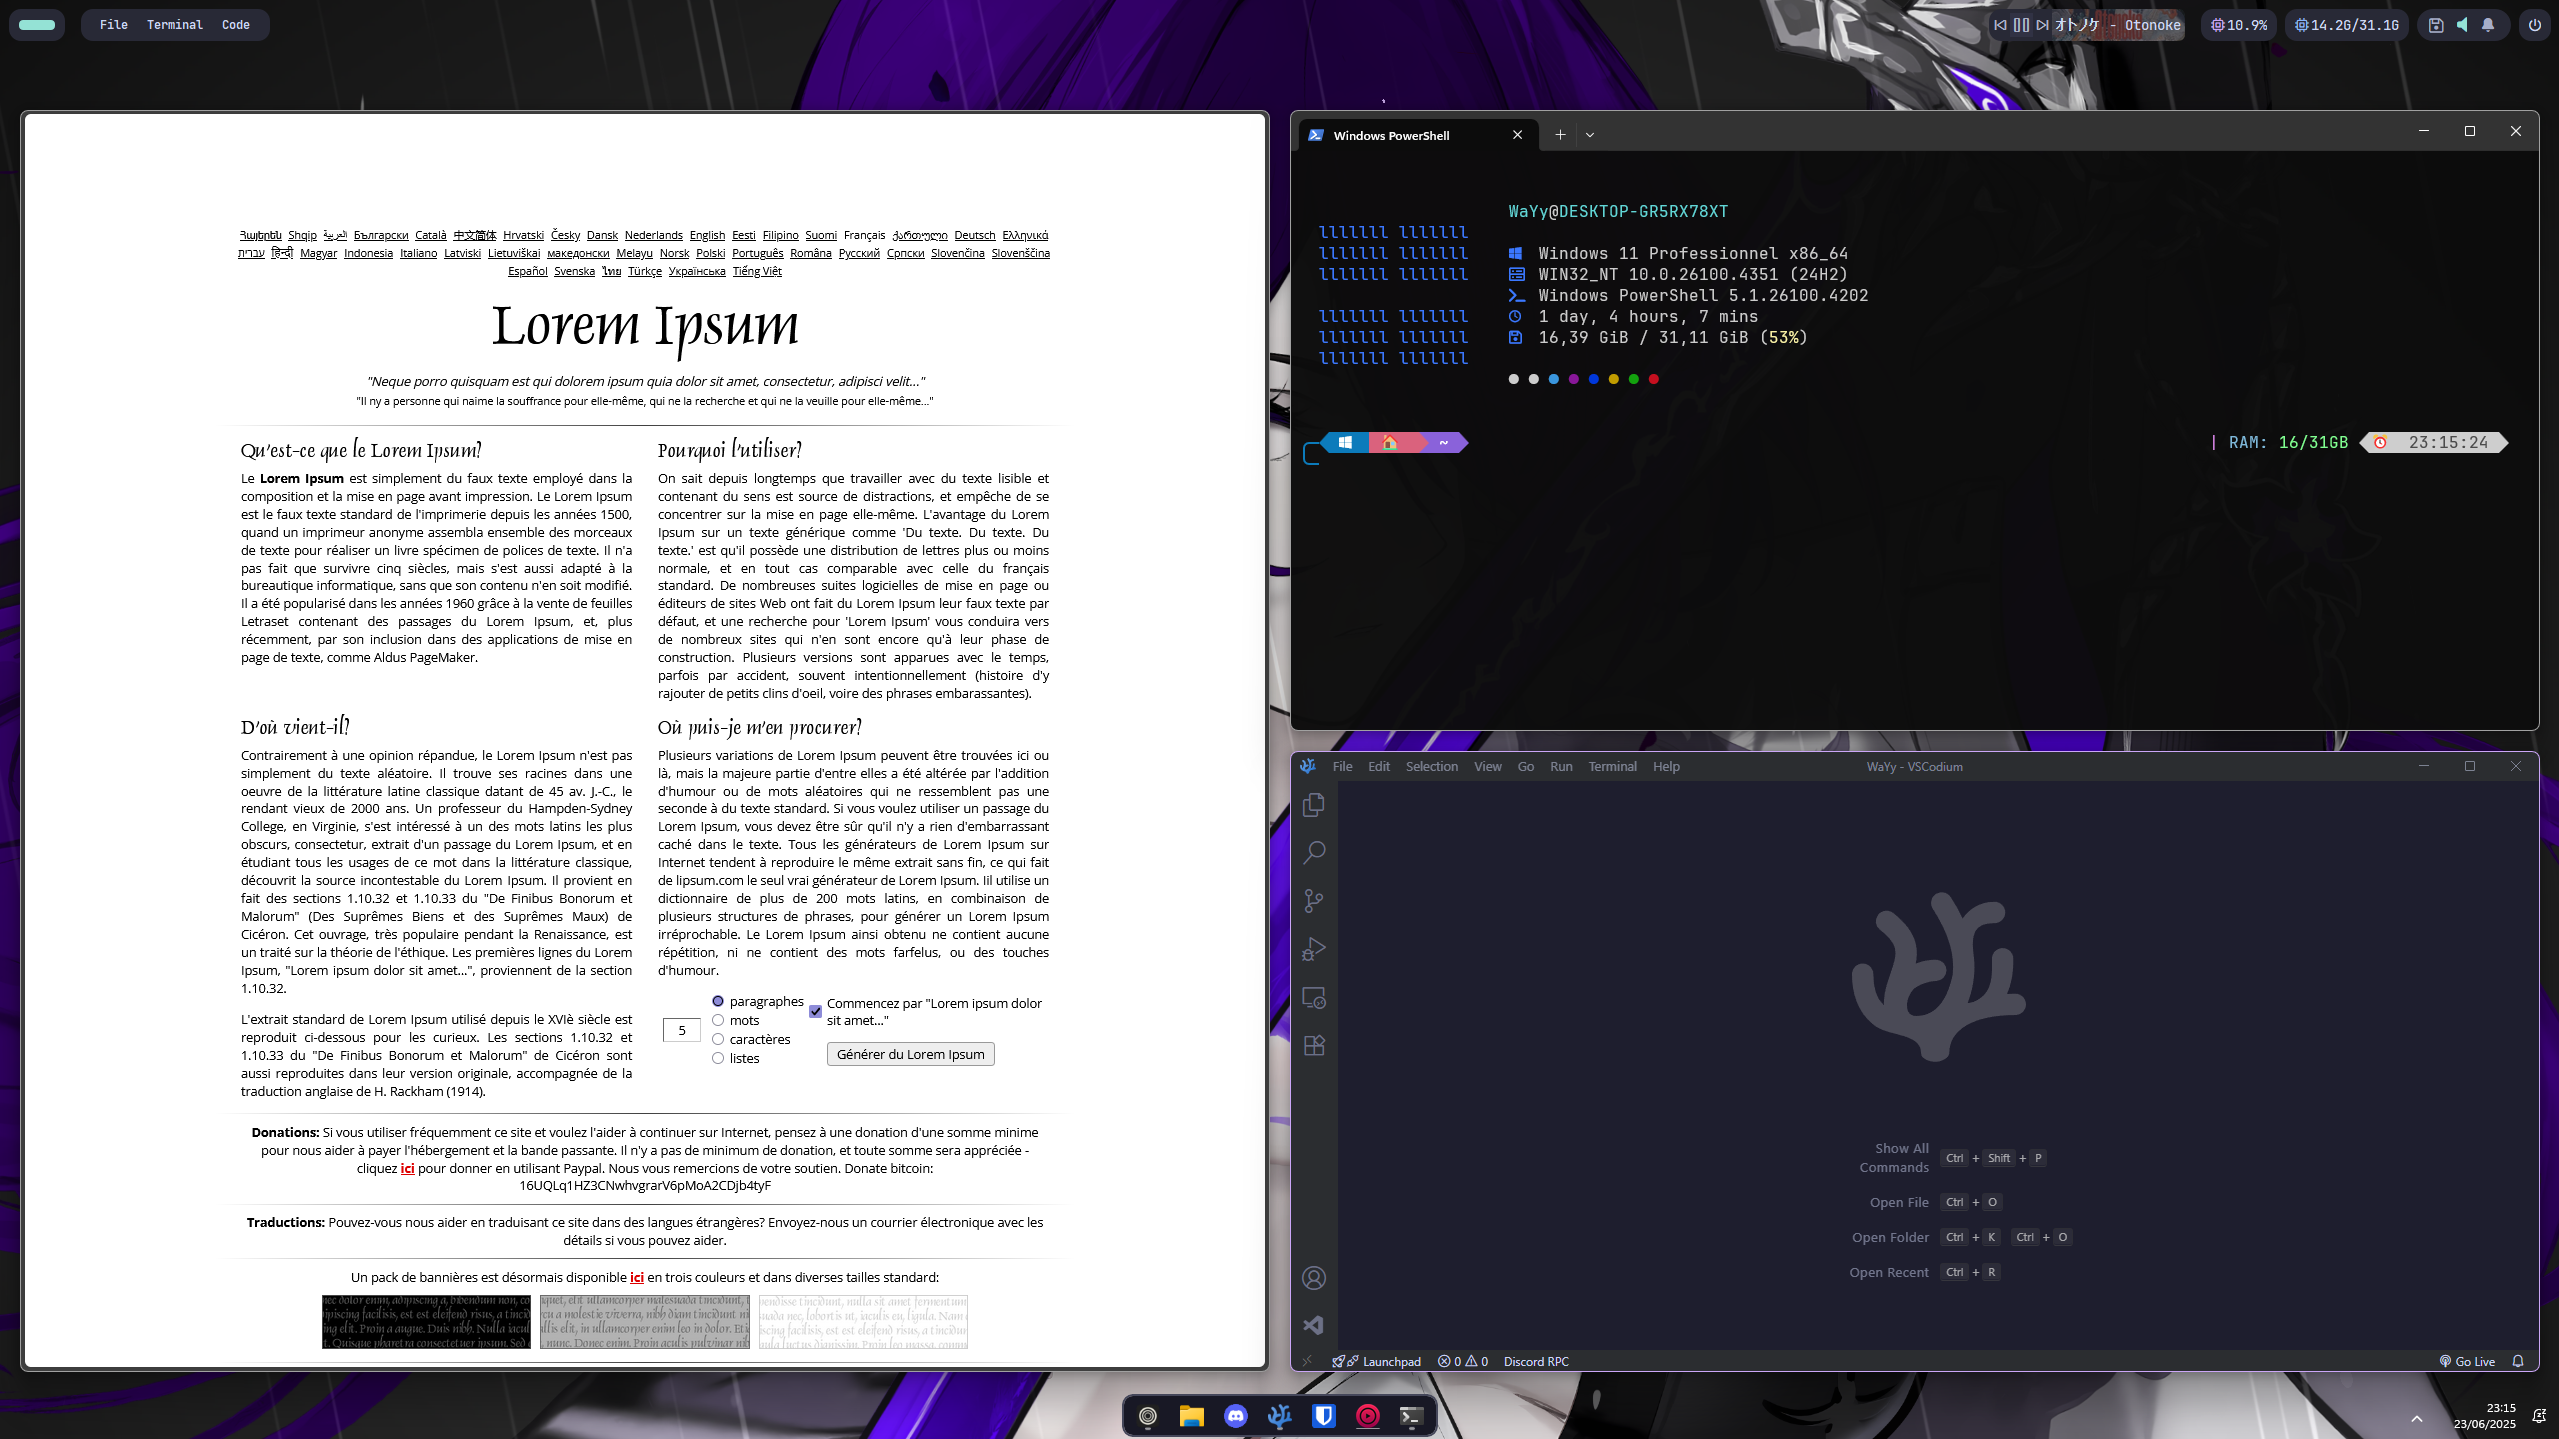 File Terminal Code
オトノケ - Otonoke
10.9%
14.2G/31.1G
Հայերեն Shqip العربية Български Català 中文简体 Hrvatski Česky Dansk Nederlands English Eesti Filipino Suomi Français ქართული Deutsch Ελληνικά
עברית हिन्दी Magyar Indonesia Italiano Latviski Lietuviškai македонски Melayu Norsk Polski Português Româna Pyccкий Српски Slovenčina Slovenščina
Español Svenska ไทย Türkçe Українська Tiếng Việt
Lorem Ipsum
"Neque porro quisquam est qui dolorem ipsum quia dolor sit amet, consectetur, adipisci velit..."
"Il ny a personne qui naime la souffrance pour elle-même, qui ne la recherche et qui ne la veuille pour elle-même..."
Qu'est-ce que le Lorem Ipsum?
Le Lorem Ipsum est simplement du faux texte employé dans la
composition et la mise en page avant impression. Le Lorem Ipsum
est le faux texte standard de l'imprimerie depuis les années 1500,
quand un imprimeur anonyme assembla ensemble des morceaux
de texte pour réaliser un livre spécimen de polices de texte. Il n'a
pas fait que survivre cinq siècles, mais s'est aussi adapté à la
bureautique informatique, sans que son contenu n'en soit modifié.
Il a été popularisé dans les années 1960 grâce à la vente de feuilles
Letraset contenant des passages du Lorem Ipsum, et, plus
récemment, par son inclusion dans des applications de mise en
page de texte, comme Aldus PageMaker.
Pourquoi l'utiliser?
On sait depuis longtemps que travailler avec du texte lisible et
contenant du sens est source de distractions, et empêche de se
concentrer sur la mise en page elle-même. L'avantage du Lorem
Ipsum sur un texte générique comme 'Du texte. Du texte. Du
texte.' est qu'il possède une distribution de lettres plus ou moins
normale, et en tout cas comparable avec celle du français
standard. De nombreuses suites logicielles de mise en page ou
éditeurs de sites Web ont fait du Lorem Ipsum leur faux texte par
défaut, et une recherche pour 'Lorem Ipsum' vous conduira vers
de nombreux sites qui n'en sont encore qu'à leur phase de
construction. Plusieurs versions sont apparues avec le temps,
parfois par accident, souvent intentionnellement (histoire d'y
rajouter de petits clins d'oeil, voire des phrases embarassantes).
D'où vient-il?
Contrairement à une opinion répandue, le Lorem Ipsum n'est pas
simplement du texte aléatoire. Il trouve ses racines dans une
oeuvre de la littérature latine classique datant de 45 av. J.-C., le
rendant vieux de 2000 ans. Un professeur du Hampden-Sydney
College, en Virginie, s'est intéressé à un des mots latins les plus
obscurs, consectetur, extrait d'un passage du Lorem Ipsum, et en
étudiant tous les usages de ce mot dans la littérature classique,
découvrit la source incontestable du Lorem Ipsum. Il provient en
fait des sections 1.10.32 et 1.10.33 du "De Finibus Bonorum et
Malorum" (Des Suprêmes Biens et des Suprêmes Maux) de
Cicéron. Cet ouvrage, très populaire pendant la Renaissance, est
un traité sur la théorie de l'éthique. Les premières lignes du Lorem
Ipsum, "Lorem ipsum dolor sit amet...", proviennent de la section
1.10.32.
L'extrait standard de Lorem Ipsum utilisé depuis le XVIè siècle est
reproduit ci-dessous pour les curieux. Les sections 1.10.32 et
1.10.33 du "De Finibus Bonorum et Malorum" de Cicéron sont
aussi reproduites dans leur version originale, accompagnée de la
traduction anglaise de H. Rackham (1914).
Où puis-je m'en procurer?
Plusieurs variations de Lorem Ipsum peuvent être trouvées ici ou
là, mais la majeure partie d'entre elles a été altérée par l'addition
d'humour ou de mots aléatoires qui ne ressemblent pas une
seconde à du texte standard. Si vous voulez utiliser un passage du
Lorem Ipsum, vous devez être sûr qu'il n'y a rien d'embarrassant
caché dans le texte. Tous les générateurs de Lorem Ipsum sur
Internet tendent à reproduire le même extrait sans fin, ce qui fait
de lipsum.com le seul vrai générateur de Lorem Ipsum. Iil utilise un
dictionnaire de plus de 200 mots latins, en combinaison de
plusieurs structures de phrases, pour générer un Lorem Ipsum
irréprochable. Le Lorem Ipsum ainsi obtenu ne contient aucune
répétition, ni ne contient des mots farfelus, ou des touches
d'humour.
5
paragraphes
mots
caractères
listes
Commencez par "Lorem ipsum dolor
sit amet..."
Générer du Lorem Ipsum
Donations: Si vous utiliser fréquemment ce site et voulez l'aider à continuer sur Internet, pensez à une donation d'une somme minime
pour nous aider à payer l'hébergement et la bande passante. Il n'y a pas de minimum de donation, et toute somme sera appréciée -
cliquez ici pour donner en utilisant Paypal. Nous vous remercions de votre soutien. Donate bitcoin:
16UQLq1HZ3CNwhvgrarV6pMoA2CDjb4tyF
Traductions: Pouvez-vous nous aider en traduisant ce site dans des langues étrangères? Envoyez-nous un courrier électronique avec les
détails si vous pouvez aider.
Un pack de bannières est désormais disponible ici en trois couleurs et dans diverses tailles standard:
Windows PowerShell
WaYy@DESKTOP-GR5RX78XT
lllllll lllllll
lllllll lllllll
lllllll lllllll
lllllll lllllll
lllllll lllllll
lllllll lllllll
Windows 11 Professionnel x86_64
WIN32_NT 10.0.26100.4351 (24H2)
Windows PowerShell 5.1.26100.4202
1 day, 4 hours, 7 mins
16,39 GiB / 31,11 GiB (53%)
~
| RAM: 16/31GB 23:15:24
File Edit Selection View Go Run Terminal Help
WaYy - VSCodium
Show All
Commands Ctrl + Shift + P
Open File Ctrl + O
Open Folder Ctrl + K Ctrl + O
Open Recent Ctrl + R
Launchpad 0 0 Discord RPC
Go Live
23:15
23/06/2025